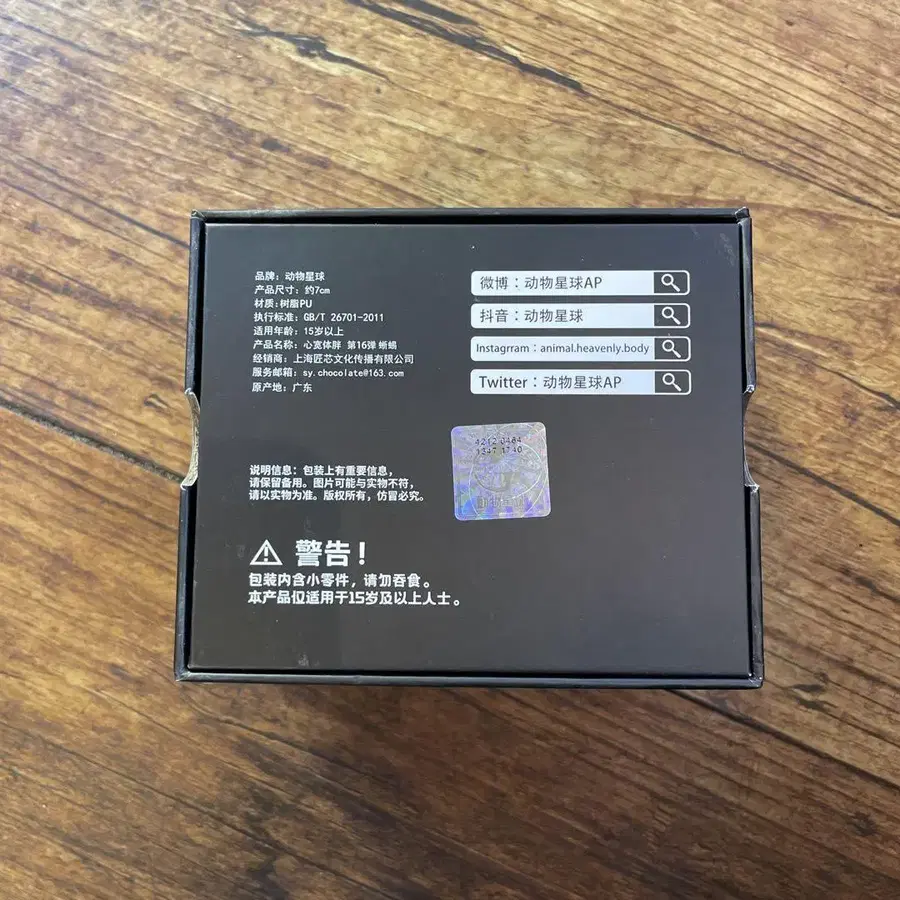 品牌：动物星球
产品尺寸：约7cm
材质:树脂PU
执行标准：GB/T 26701-2011
适用年龄：15岁以上
产品名称：心宽体胖 第16弹 蜥蜴
经销商：上海匠芯文化传播有限公司
服务邮箱：sy.chocolate@163.com
原产地：广东
微博：动物星球AP
抖音：动物星球
Instagrram：animal.heavenly.body
Twitter：动物星球AP
4212 0464
1347 1740
说明信息：包装上有重要信息，
请保留备用。图片可能与实物不符，
请以实物为准。版权所有，仿冒必究。
警告！
包装内含小零件，请勿吞食。
本产品仅适用于15岁及以上人士。